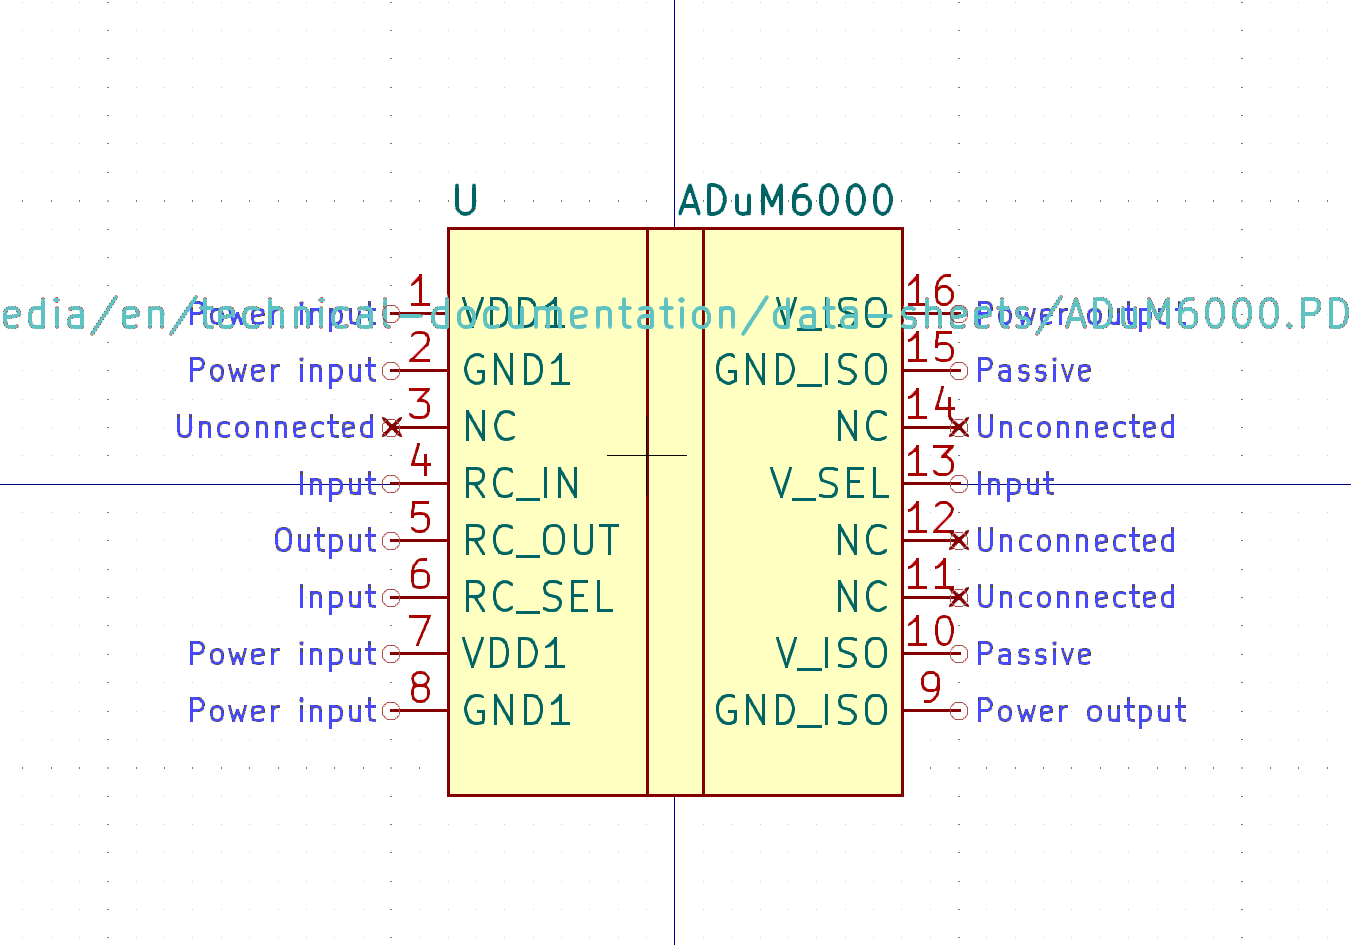 U ADuM6000
1 16
edia/en/technical-documentation/data-sheets/ADuM6000.PD
Power input VDD1 V_ISO Power output
2 15
Power input GND1 GND_ISO Passive
3 14
Unconnected NC NC Unconnected
4 13
Input RC_IN V_SEL Input
5 12
Output RC_OUT NC Unconnected
6 11
Input RC_SEL NC Unconnected
7 10
Power input VDD1 V_ISO Passive
8 9
Power input GND1 GND_ISO Power output